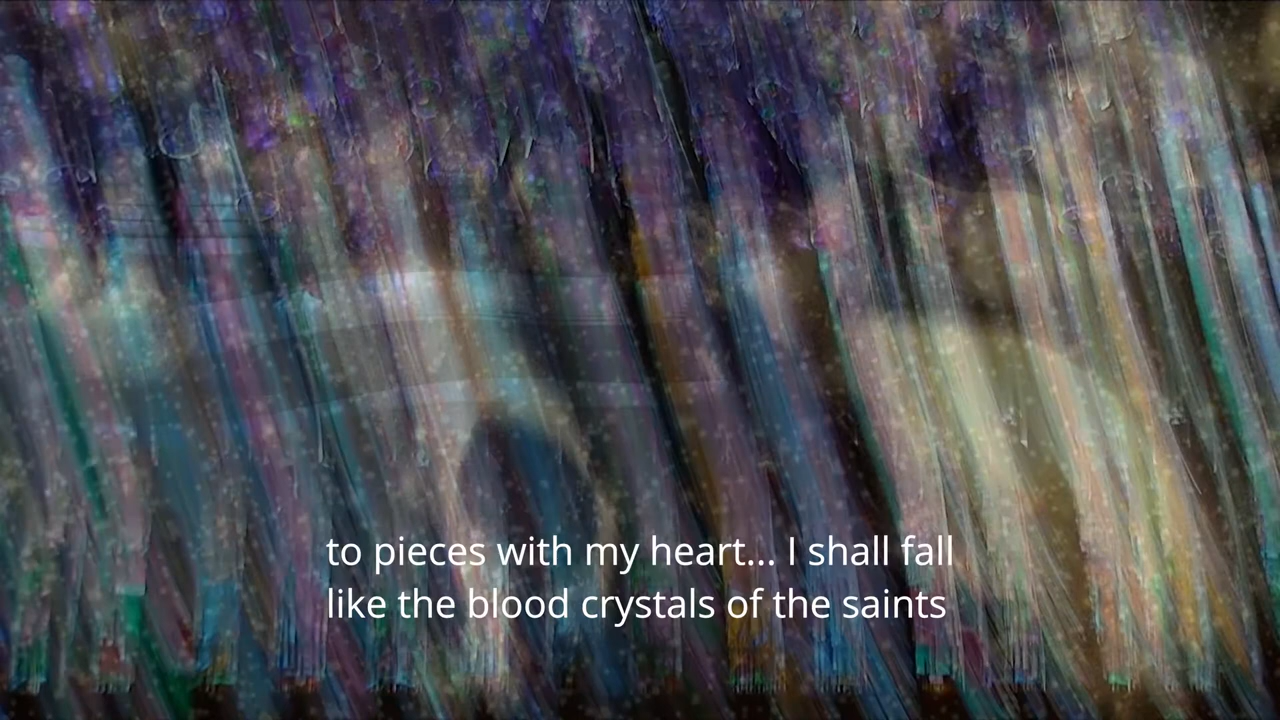 to pieces with my heart... I shall fall
like the blood crystals of the saints